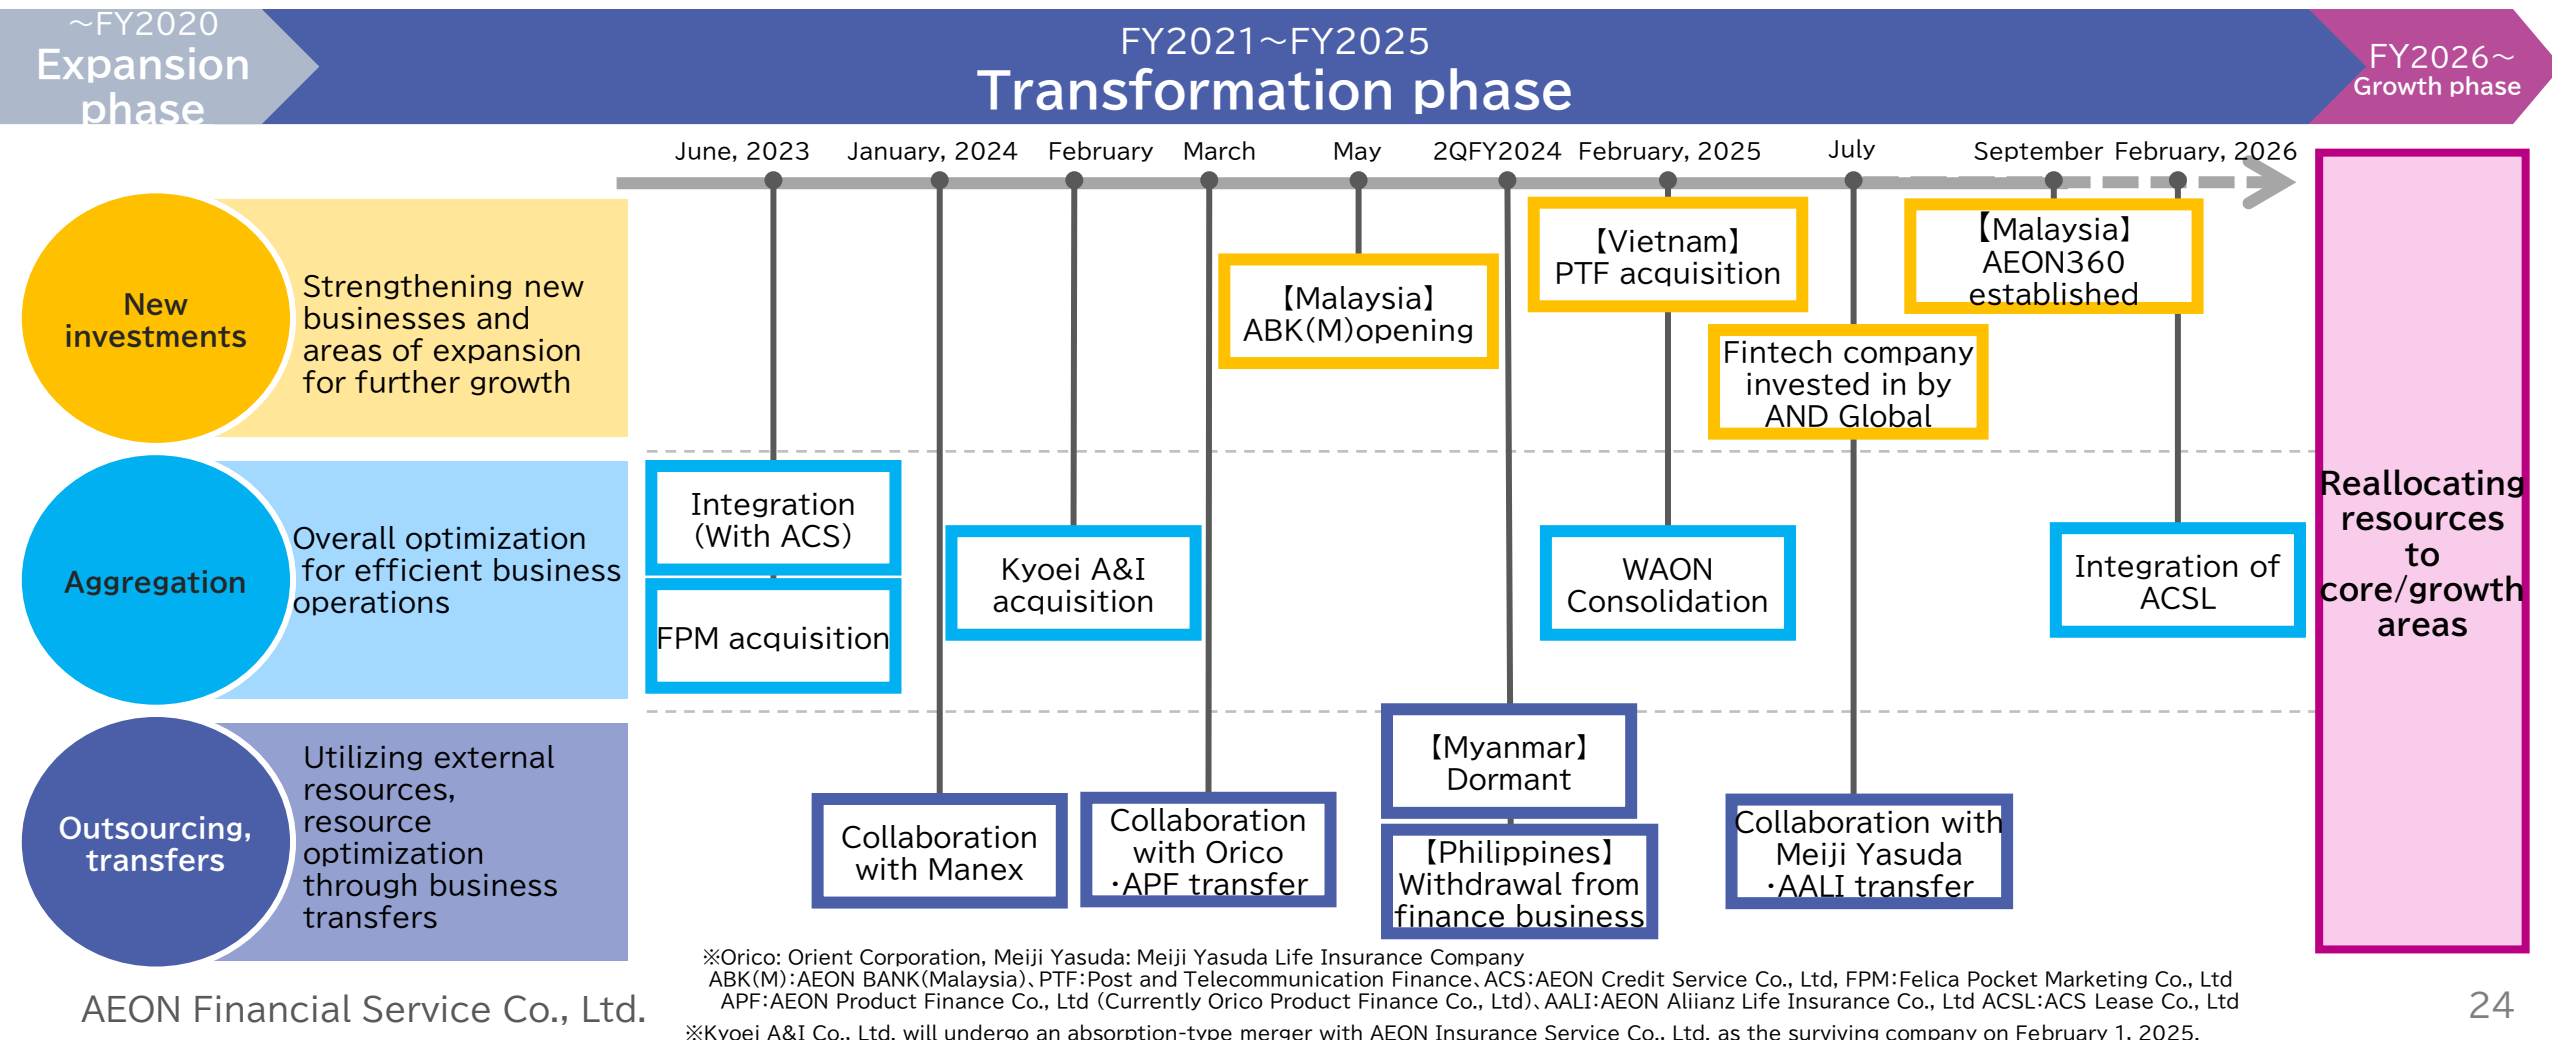 ～FY2020
Expansion
phase
FY2021～FY2025
Transformation phase
FY2026～
Growth phase
June, 2023
January, 2024
February
March
May
2QFY2024
February, 2025
July
September
February, 2026
New
investments
Strengthening new
businesses and
areas of expansion
for further growth
【Malaysia】
ABK(M)opening
【Vietnam】
PTF acquisition
Fintech company
invested in by
AND Global
【Malaysia】
AEON360
established
Aggregation
Overall optimization
for efficient business
operations
Integration
(With ACS)
FPM acquisition
Kyoei A&I
acquisition
WAON
Consolidation
Integration of
ACSL
Outsourcing,
transfers
Utilizing external
resources,
resource
optimization
through business
transfers
Collaboration
with Manex
Collaboration
with Orico
・APF transfer
【Myanmar】
Dormant
【Philippines】
Withdrawal from
finance business
Collaboration with
Meiji Yasuda
・AALI transfer
Reallocating
resources
to
core/growth
areas
※Orico: Orient Corporation, Meiji Yasuda: Meiji Yasuda Life Insurance Company
ABK(M)：AEON BANK(Malaysia)、PTF：Post and Telecommunication Finance、ACS：AEON Credit Service Co., Ltd, FPM：Felica Pocket Marketing Co., Ltd
APF：AEON Product Finance Co., Ltd (Currently Orico Product Finance Co., Ltd)、AALI：AEON Aliianz Life Insurance Co., Ltd ACSL：ACS Lease Co., Ltd
※Kyoei A&I Co., Ltd. will undergo an absorption-type merger with AEON Insurance Service Co., Ltd. as the surviving company on February 1, 2025.
AEON Financial Service Co., Ltd.
24